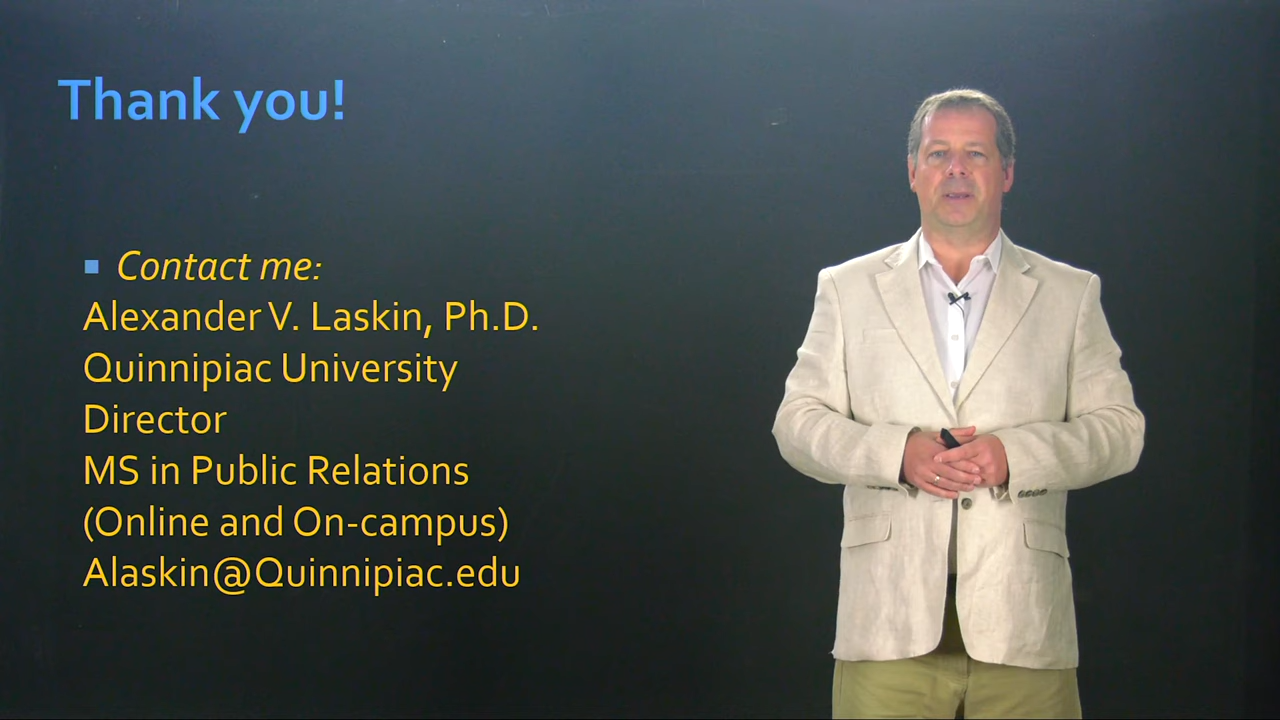 Thank you!
Contact me:
Alexander V. Laskin, Ph.D.
Quinnipiac University
Director
MS in Public Relations
(Online and On-campus)
Alaskin@Quinnipiac.edu